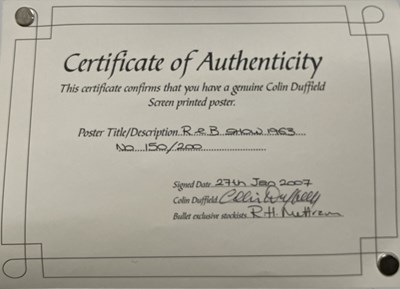 Certificate of Authenticity
This certificate confirms that you have a genuine Colin Duffield
Screen printed poster.
Poster Title/Description R&B SHOW 1963
No 150/200
Signed Date 27th Jan 2007
Colin Duffield
Bullet exclusive stockists R.H.